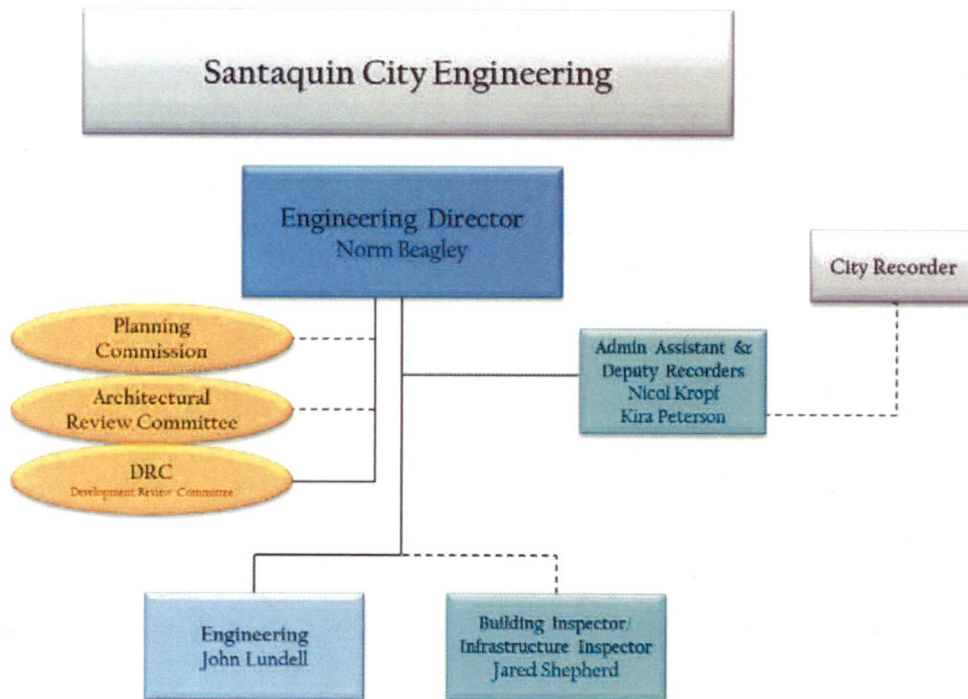 Santaquin City Engineering
Engineering Director
Norm Beagley
City Recorder
Planning
Commission
Architectural
Review Committee
DRC
Development Review Committee
Admin Assistant &
Deputy Recorders
Nicol Kropf
Kira Peterson
Engineering
John Lundell
Building Inspector/
Infrastructure Inspector
Jared Shepherd